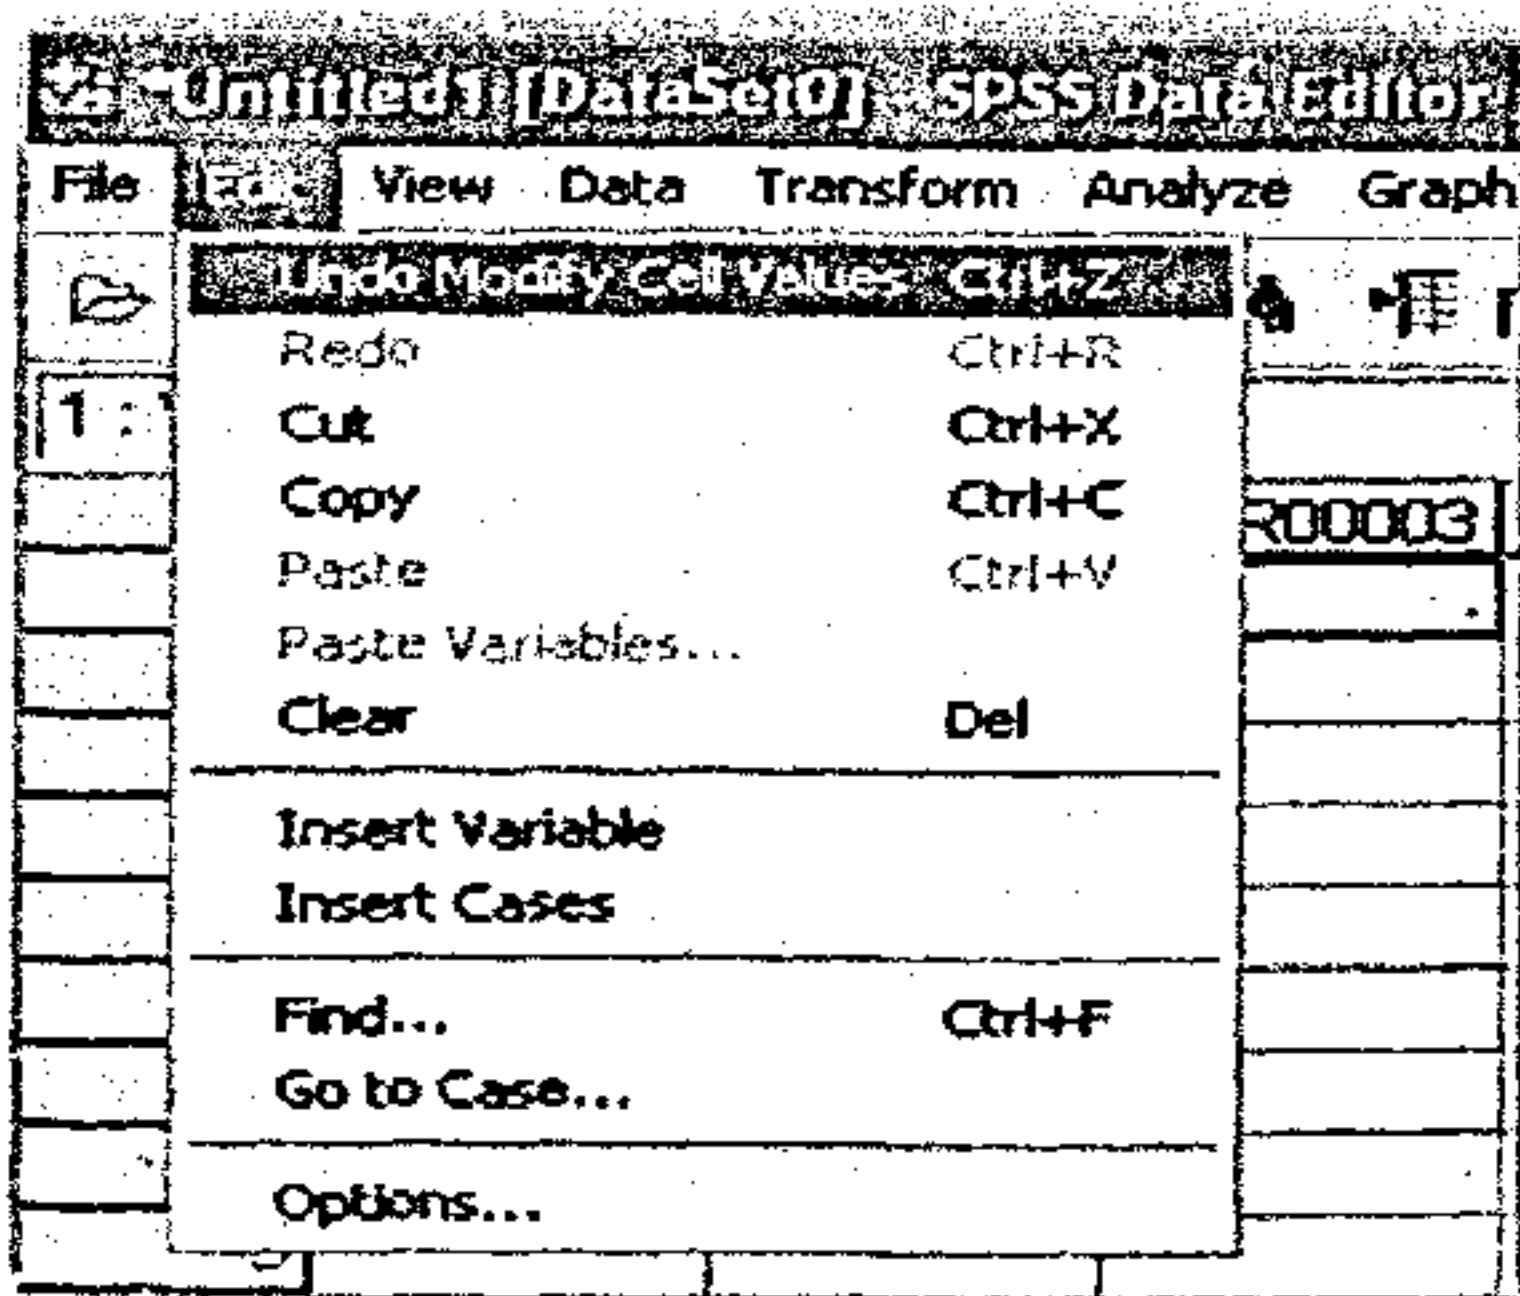 *Untitled1 [DataSet0] - SPSS Data Editor
File Edit View Data Transform Analyze Graph
Undo Modify Cell Values Ctrl+Z
Redo Ctrl+R
1 :
Cut Ctrl+X
Copy Ctrl+C
R00003
Paste Ctrl+V
Paste Variables...
Clear Del
Insert Variable
Insert Cases
Find... Ctrl+F
Go to Case...
Options...